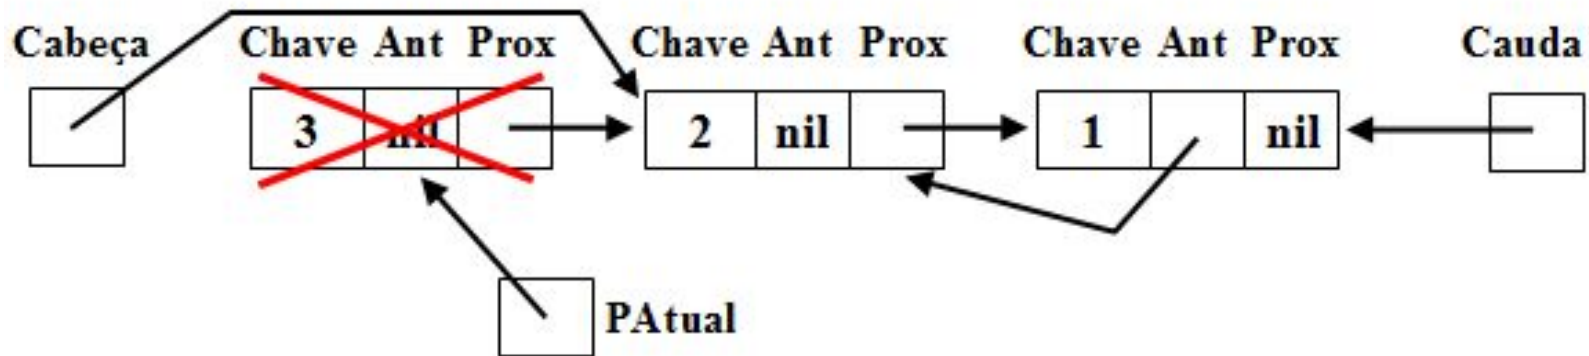 Cabeça Chave Ant Prox Chave Ant Prox Chave Ant Prox Cauda
3 nil 2 nil 1 nil
PAtual